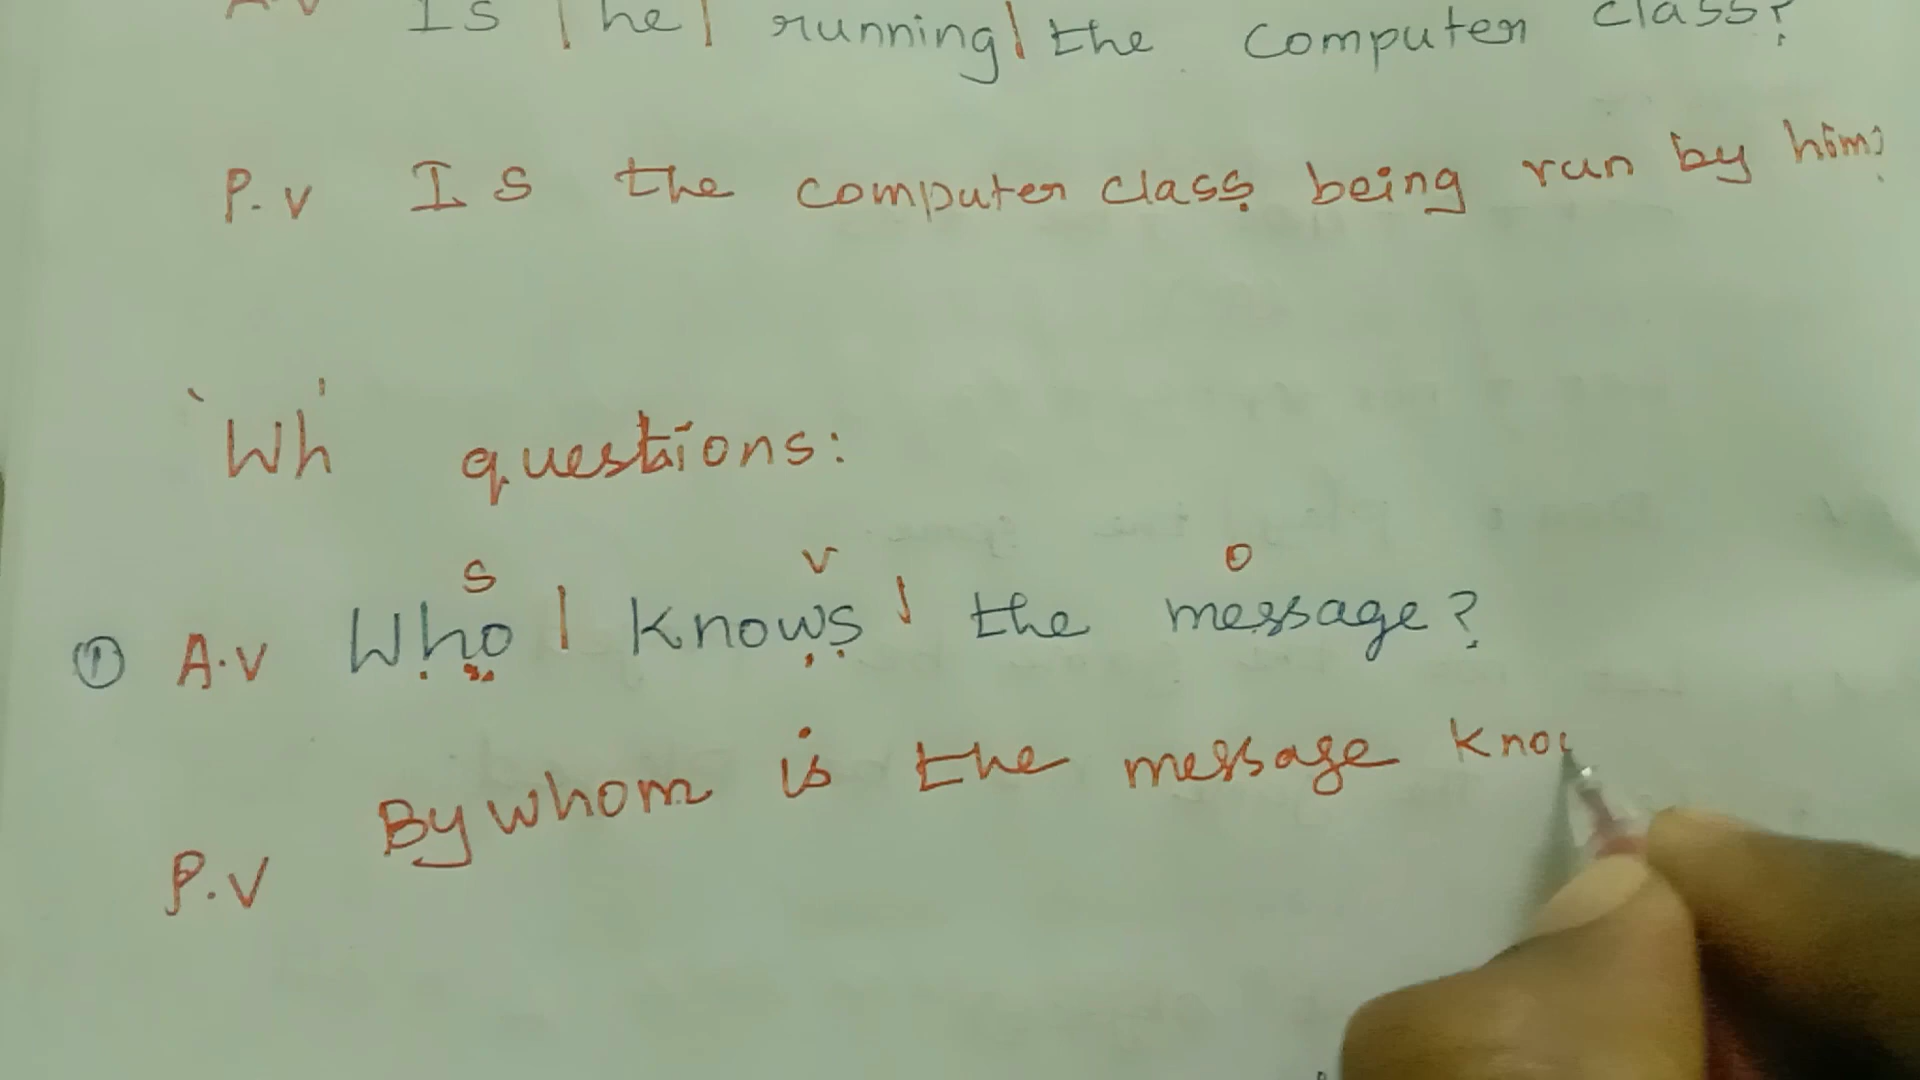 A.V Is | he | running | the computer class?
P.V Is the computer class being run by him?
'Wh' questions:
S V O
① A.V Who | knows | the message?
P.V By whom is the message kno